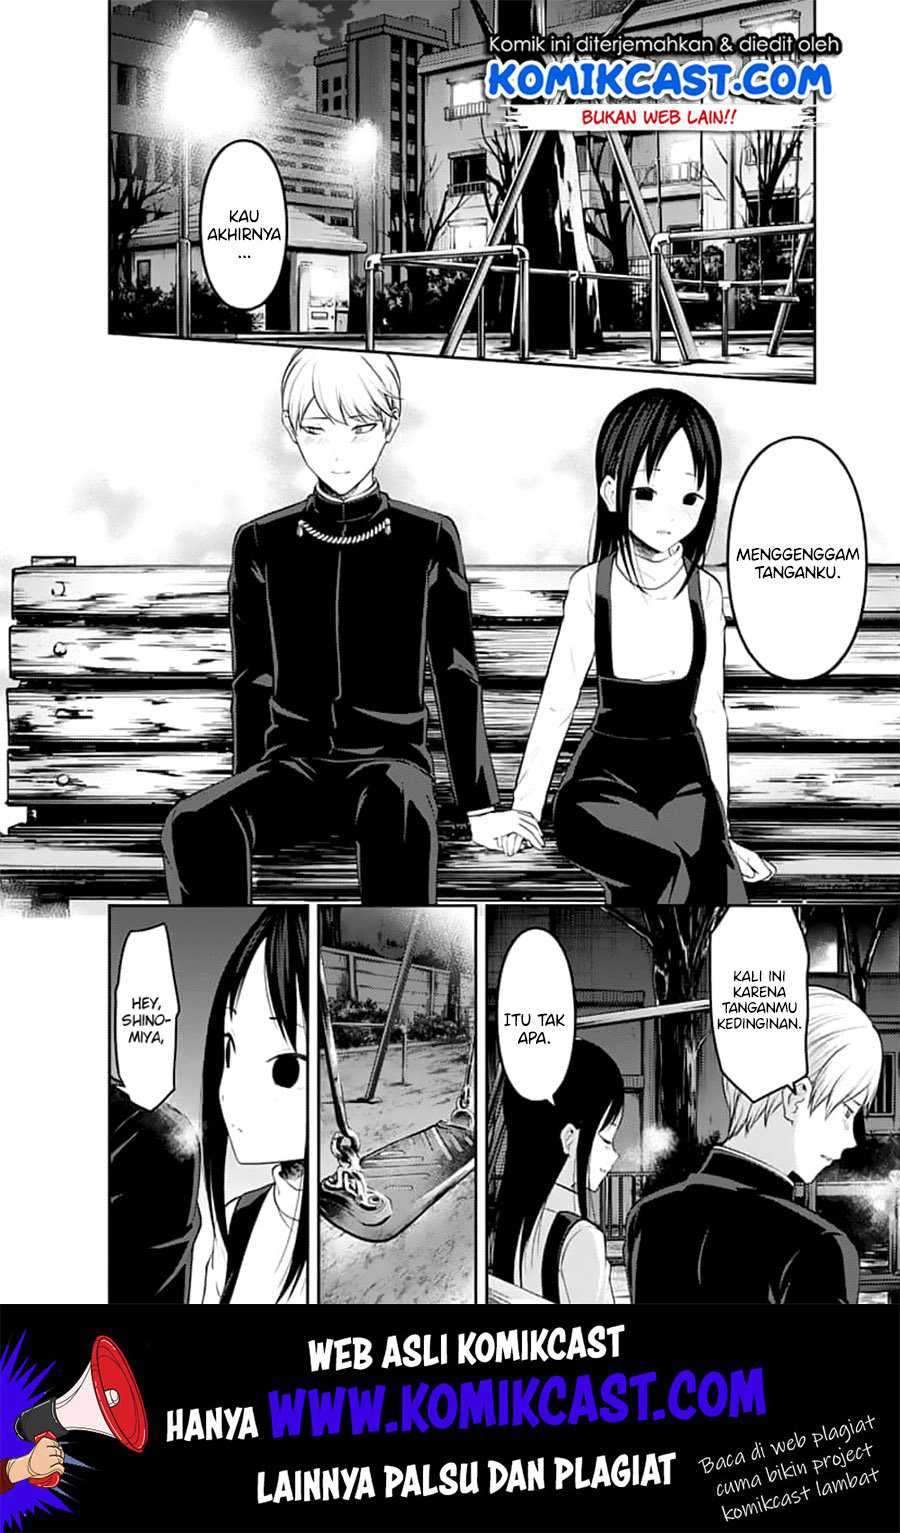 Komik ini diterjemahkan & diedit oleh
KOMIKCAST.COM
BUKAN WEB LAIN!!
KAU
AKHIRNYA
...
MENGGENGGAM
TANGANKU.
KALI INI
KARENA
TANGANMU
KEDINGINAN.
ITU TAK
APA.
HEY,
SHINO-
MIYA,
WEB ASLI KOMIKCAST
HANYA WWW.KOMIKCAST.COM
LAINNYA PALSU DAN PLAGIAT
Baca di web plagiat
cuma bikin project
komikcast lambat